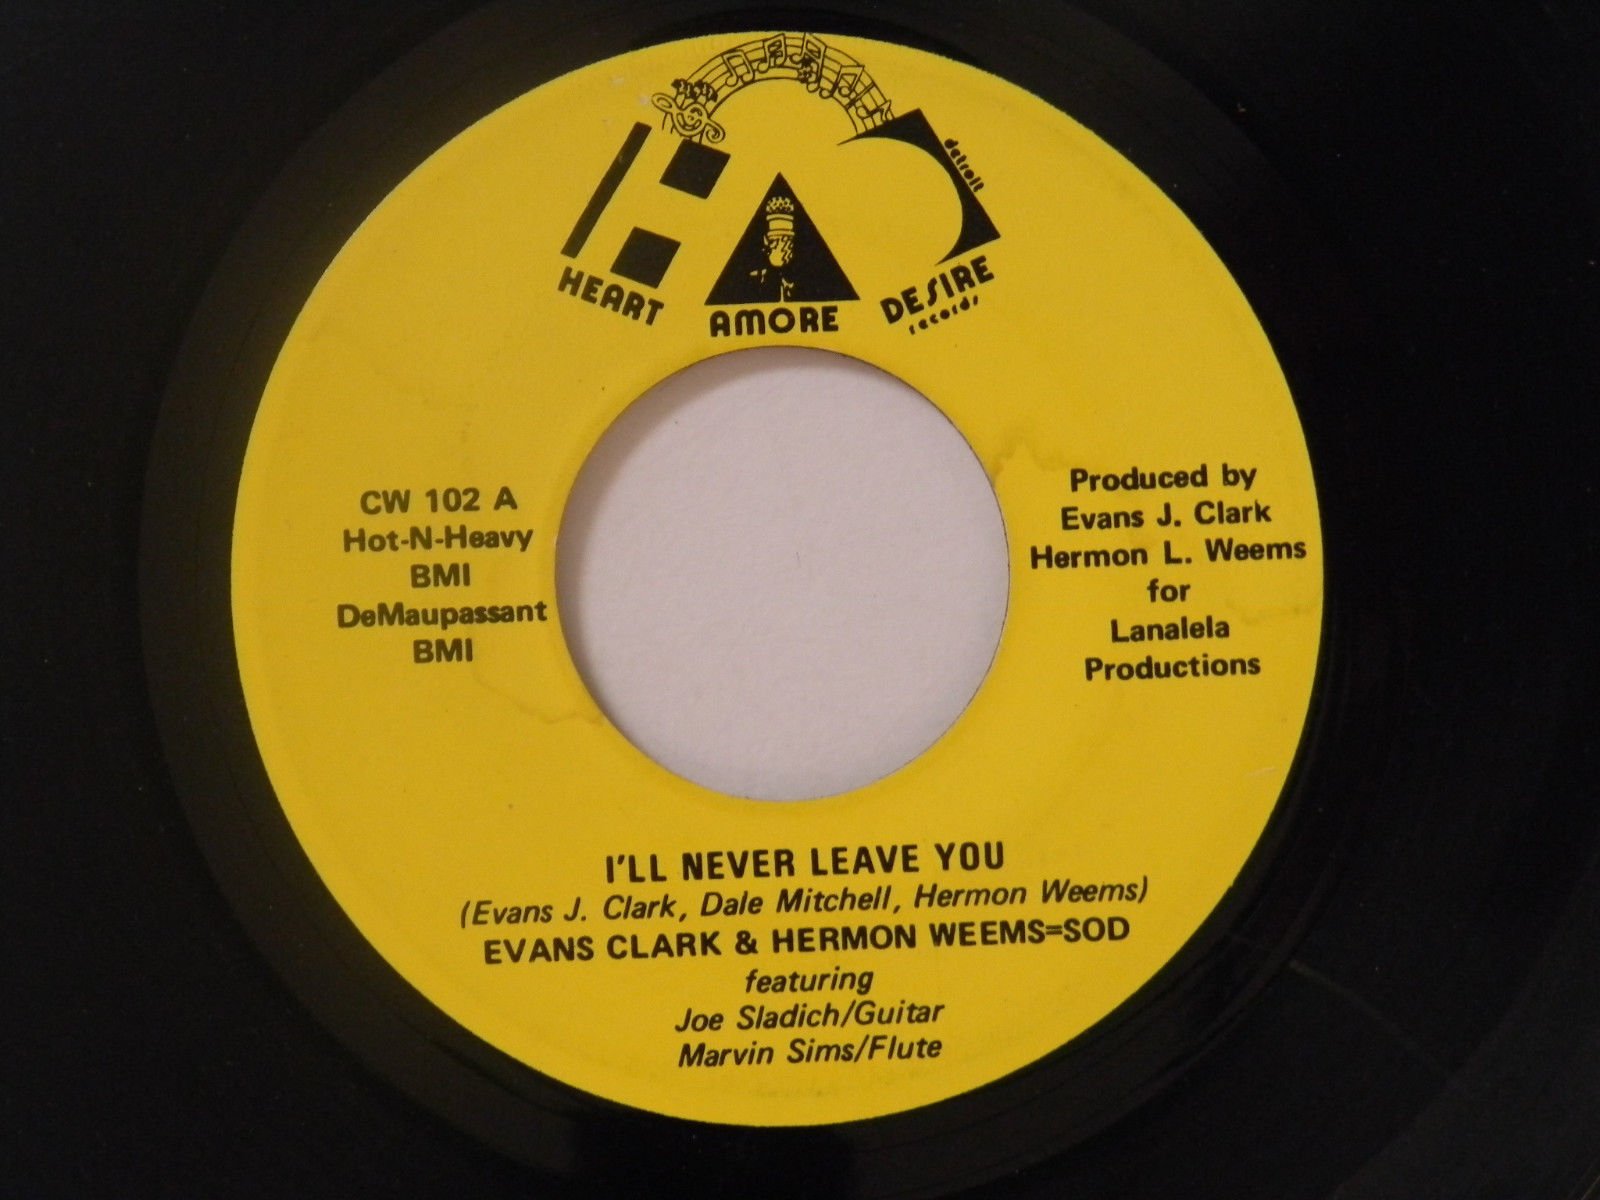 detroit
HEART
AMORE
DESIRE
records
CW 102 A
Hot-N-Heavy
BMI
DeMaupassant
BMI
Produced by
Evans J. Clark
Hermon L. Weems
for
Lanalela
Productions
I'LL NEVER LEAVE YOU
(Evans J. Clark, Dale Mitchell, Hermon Weems)
EVANS CLARK & HERMON WEEMS=SOD
featuring
Joe Sladich/Guitar
Marvin Sims/Flute